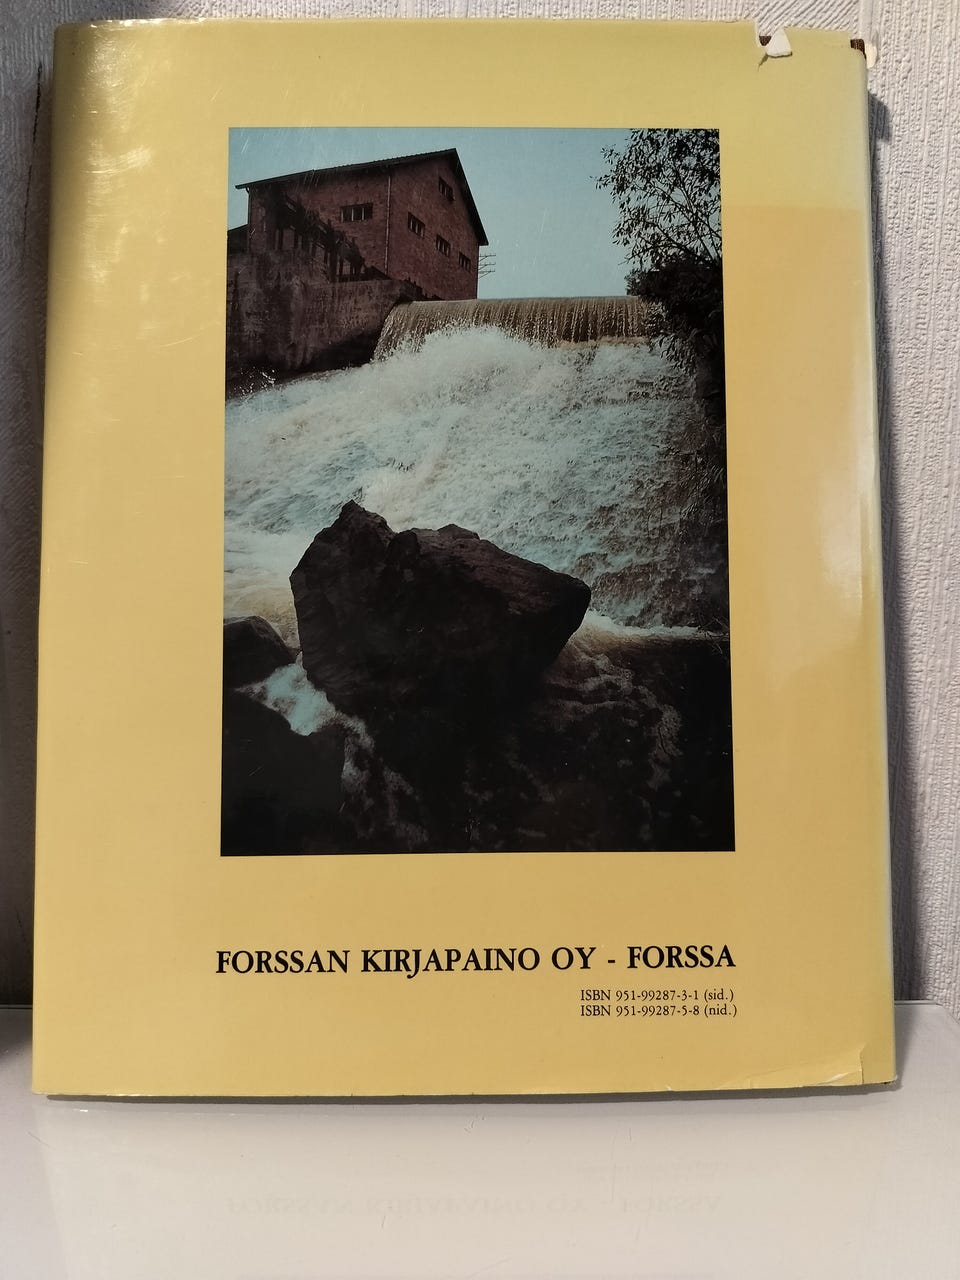 FORSSAN KIRJAPAINO OY - FORSSA
ISBN 951-99287-3-1 (sid.)
ISBN 951-99287-5-8 (nid.)